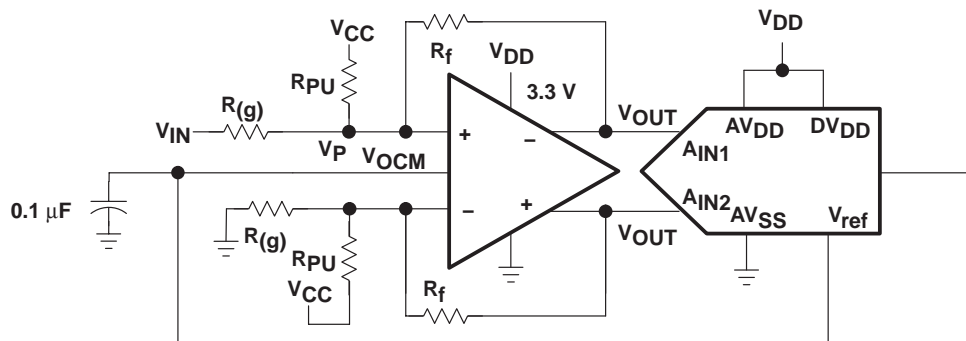 VCC
RPU
R(g)
VIN
VP
VOCM
Rf
VDD
3.3 V
+
−
−
+
VOUT
VOUT
0.1 μF
R(g)
RPU
VCC
Rf
VDD
AVDD
DVDD
AIN1
AIN2
AVSS
Vref